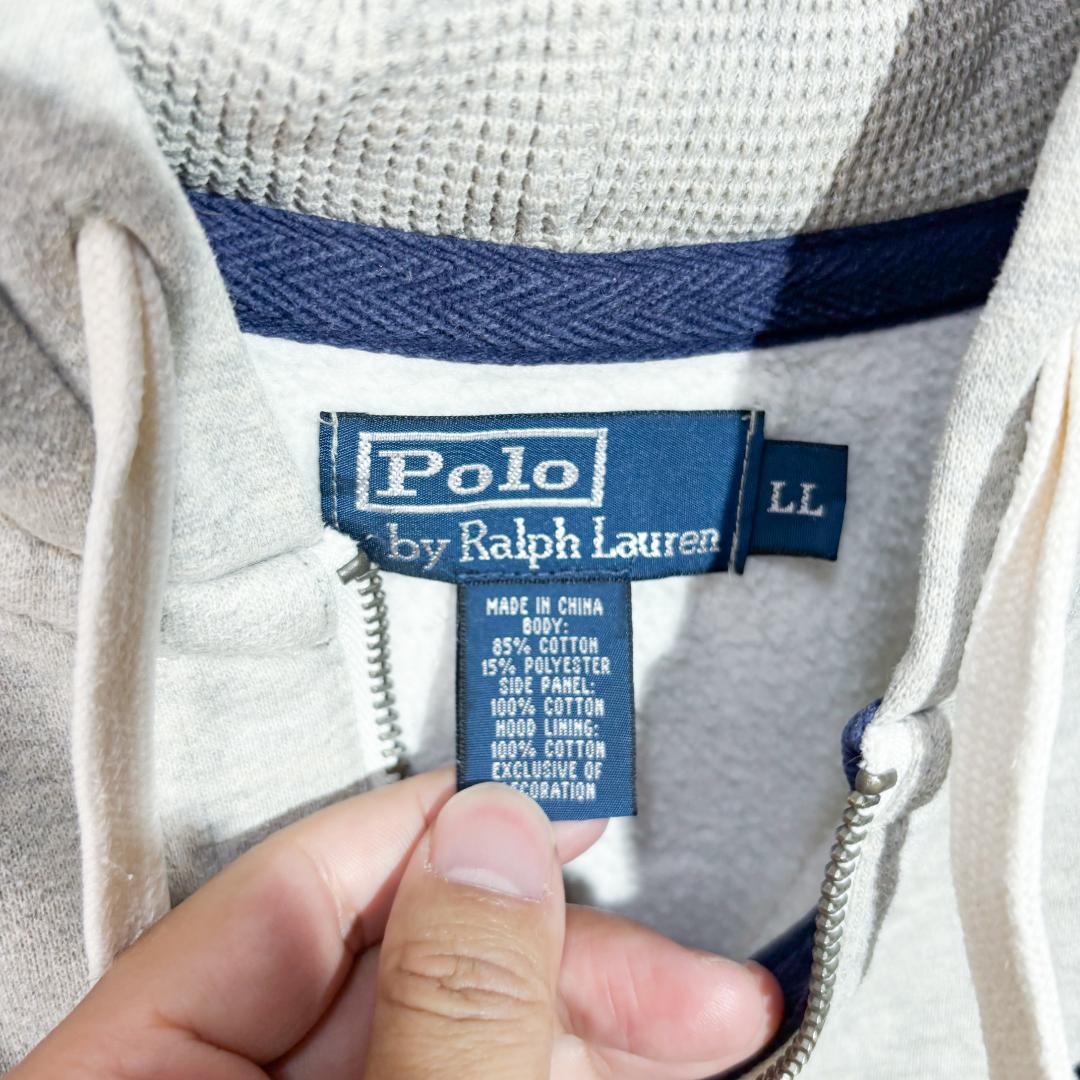 Polo
by Ralph Lauren
LL
MADE IN CHINA
BODY:
85% COTTON
15% POLYESTER
SIDE PANEL:
100% COTTON
HOOD LINING:
100% COTTON
EXCLUSIVE OF
DECORATION